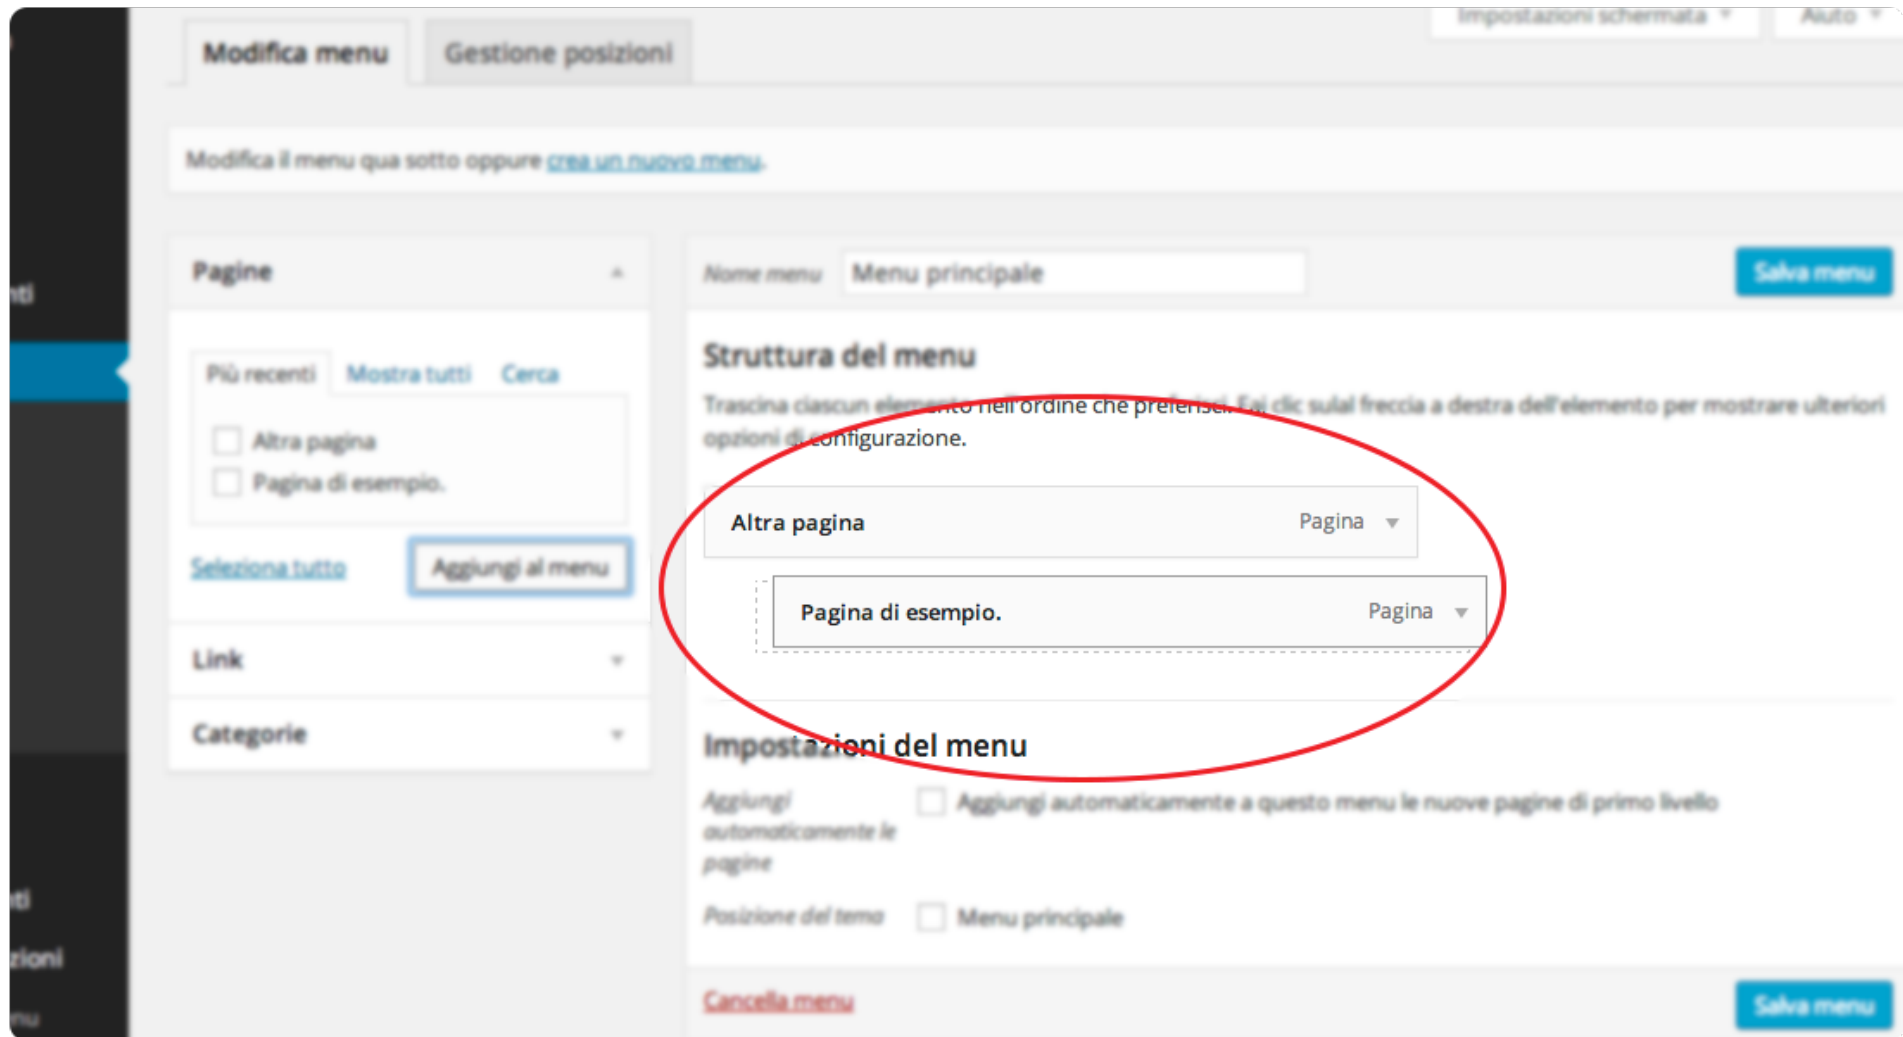 Impostazioni schermata
Aiuto
Modifica menu
Gestione posizioni
Modifica il menu qua sotto oppure crea un nuovo menu.
Pagine
Più recenti
Mostra tutti
Cerca
Altra pagina
Pagina di esempio.
Seleziona tutto
Aggiungi al menu
Link
Categorie
Nome menu
Menu principale
Salva menu
Struttura del menu
Trascina ciascun elemento nell'ordine che preferisci. Fai clic sulal freccia a destra dell'elemento per mostrare ulteriori
opzioni di configurazione.
Altra pagina
Pagina
Pagina di esempio.
Pagina
Impostazioni del menu
Aggiungi
automaticamente le
pagine
Aggiungi automaticamente a questo menu le nuove pagine di primo livello
Posizione del tema
Menu principale
Cancella menu
Salva menu
nti
ti
zioni
nu